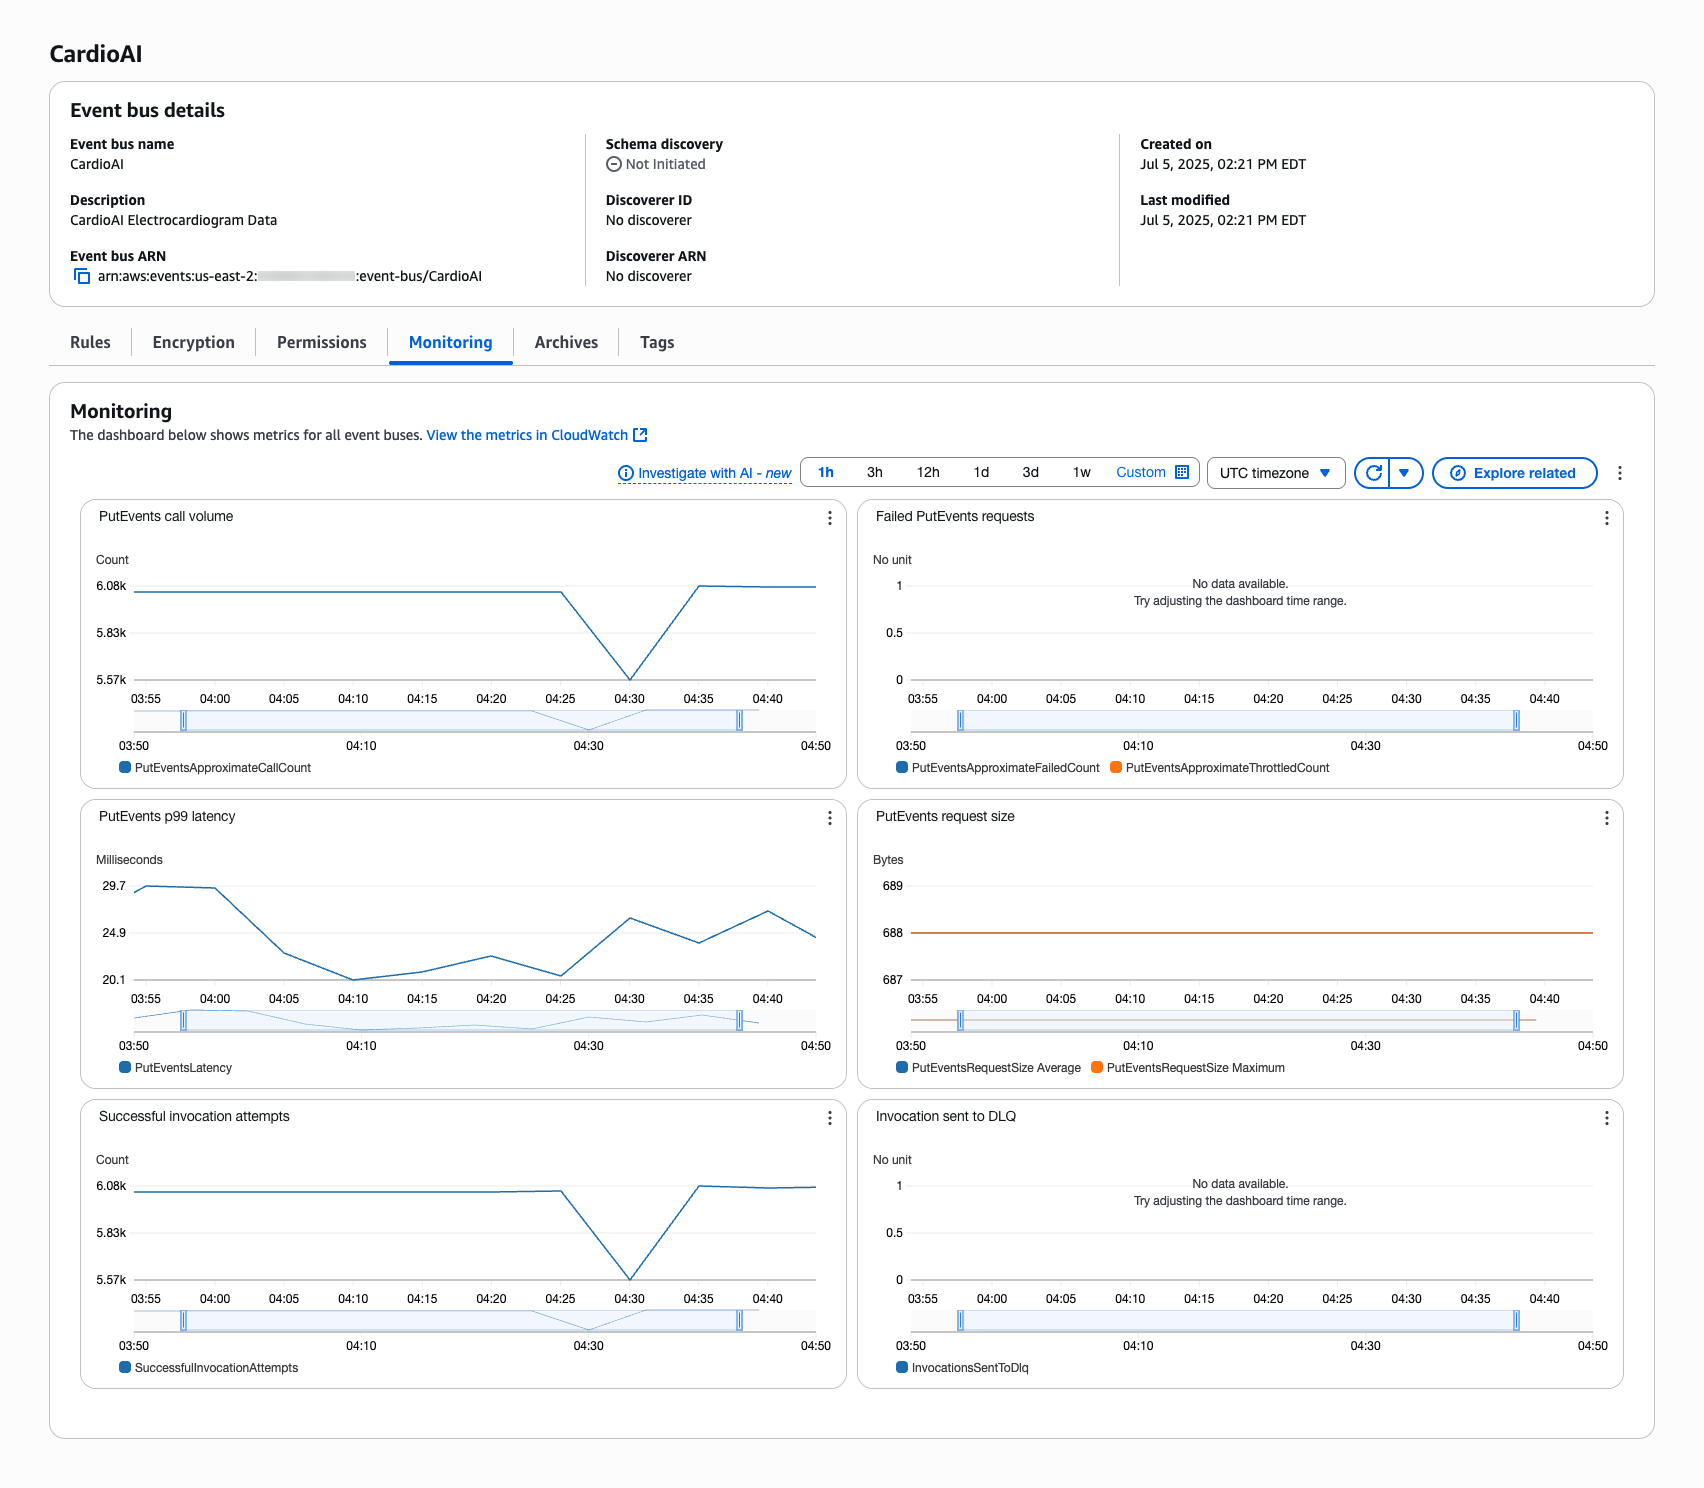 CardioAI
Event bus details
Event bus name
CardioAI
Description
CardioAI Electrocardiogram Data
Event bus ARN
arn:aws:events:us-east-2: :event-bus/CardioAI
Schema discovery
Not Initiated
Discoverer ID
No discoverer
Discoverer ARN
No discoverer
Created on
Jul 5, 2025, 02:21 PM EDT
Last modified
Jul 5, 2025, 02:21 PM EDT
Rules Encryption Permissions Monitoring Archives Tags
Monitoring
The dashboard below shows metrics for all event buses. View the metrics in CloudWatch
Investigate with AI - new 1h 3h 12h 1d 3d 1w Custom UTC timezone Explore related
PutEvents call volume
Count
6.08k
5.83k
5.57k
03:55 04:00 04:05 04:10 04:15 04:20 04:25 04:30 04:35 04:40
03:50 04:10 04:30 04:50
PutEventsApproximateCallCount
Failed PutEvents requests
No unit
1
No data available.
Try adjusting the dashboard time range.
0.5
0
03:55 04:00 04:05 04:10 04:15 04:20 04:25 04:30 04:35 04:40
03:50 04:10 04:30 04:50
PutEventsApproximateFailedCount PutEventsApproximateThrottledCount
PutEvents p99 latency
Milliseconds
29.7
24.9
20.1
03:55 04:00 04:05 04:10 04:15 04:20 04:25 04:30 04:35 04:40
03:50 04:10 04:30 04:50
PutEventsLatency
PutEvents request size
Bytes
689
688
687
03:55 04:00 04:05 04:10 04:15 04:20 04:25 04:30 04:35 04:40
03:50 04:10 04:30 04:50
PutEventsRequestSize Average PutEventsRequestSize Maximum
Successful invocation attempts
Count
6.08k
5.83k
5.57k
03:55 04:00 04:05 04:10 04:15 04:20 04:25 04:30 04:35 04:40
03:50 04:10 04:30 04:50
SuccessfulInvocationAttempts
Invocation sent to DLQ
No unit
1
No data available.
Try adjusting the dashboard time range.
0.5
0
03:55 04:00 04:05 04:10 04:15 04:20 04:25 04:30 04:35 04:40
03:50 04:10 04:30 04:50
InvocationsSentToDlq